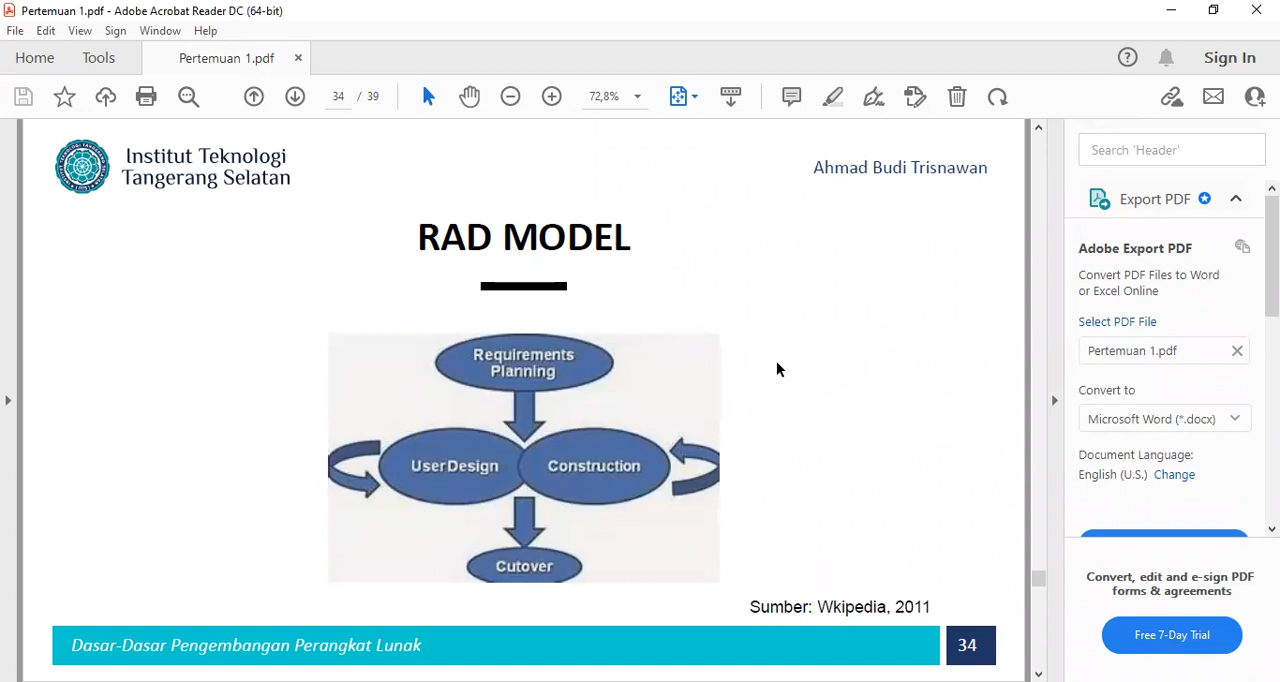 Pertemuan 1.pdf - Adobe Acrobat Reader DC (64-bit)
File Edit View Sign Window Help
Home Tools Pertemuan 1.pdf Sign In
34 / 39 72,8%
Institut Teknologi
Tangerang Selatan
Ahmad Budi Trisnawan
RAD MODEL
Requirements
Planning
UserDesign
Construction
Cutover
Sumber: Wkipedia, 2011
Dasar-Dasar Pengembangan Perangkat Lunak
34
Search 'Header'
Export PDF
Adobe Export PDF
Convert PDF Files to Word
or Excel Online
Select PDF File
Pertemuan 1.pdf
Convert to
Microsoft Word (*.docx)
Document Language:
English (U.S.) Change
Convert, edit and e-sign PDF
forms & agreements
Free 7-Day Trial